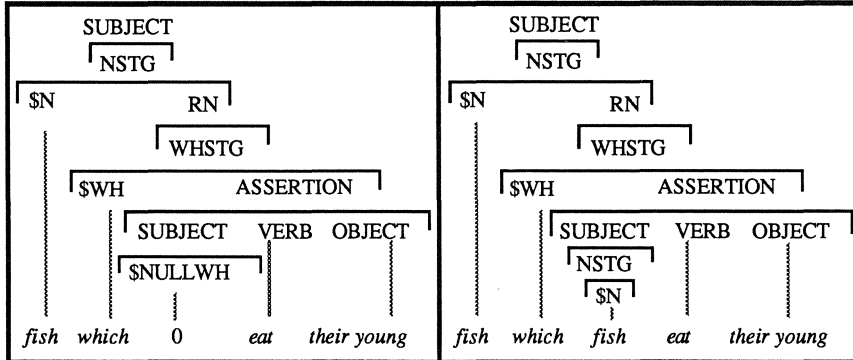 SUBJECT
NSTG
$N RN
WHSTG
$WH ASSERTION
SUBJECT VERB OBJECT
$NULLWH
fish which 0 eat their young
SUBJECT
NSTG
$N RN
WHSTG
$WH ASSERTION
SUBJECT VERB OBJECT
NSTG
$N
fish which fish eat their young